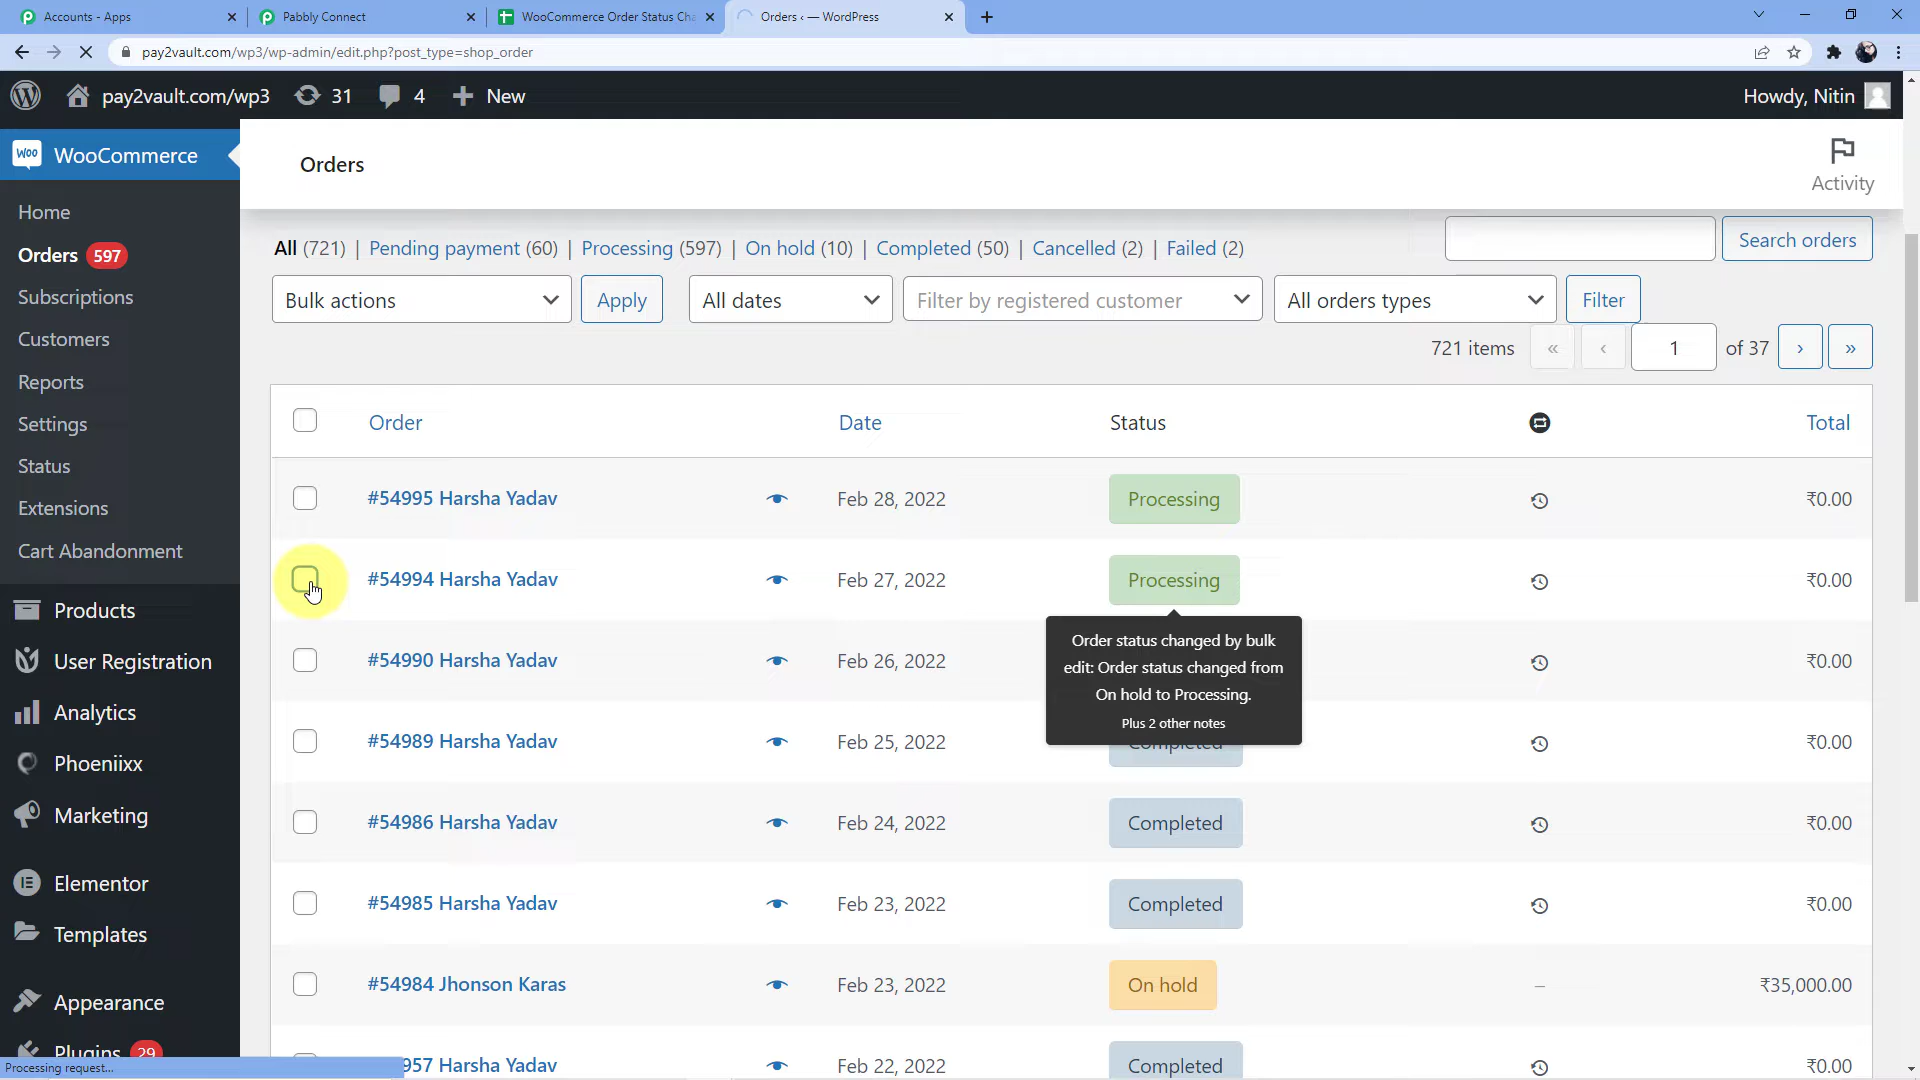 Accounts - Apps
Pabbly Connect
WooCommerce Order Status Cha
Orders ‹ — WordPress
pay2vault.com/wp3/wp-admin/edit.php?post_type=shop_order
pay2vault.com/wp3 31 4 New
Howdy, Nitin
Woo WooCommerce
Home
Orders 597
Subscriptions
Customers
Reports
Settings
Status
Extensions
Cart Abandonment
Products
User Registration
Analytics
Phoeniixx
Marketing
Elementor
Templates
Appearance
Plugins 29
Processing request...
Orders
Activity
All (721) | Pending payment (60) | Processing (597) | On hold (10) | Completed (50) | Cancelled (2) | Failed (2)
Search orders
Bulk actions Apply All dates Filter by registered customer All orders types Filter
721 items « ‹ 1 of 37 › »
Order Date Status Total
#54995 Harsha Yadav Feb 28, 2022 Processing ₹0.00
#54994 Harsha Yadav Feb 27, 2022 Processing ₹0.00
Order status changed by bulk
edit: Order status changed from
On hold to Processing.
Plus 2 other notes
#54990 Harsha Yadav Feb 26, 2022 ₹0.00
#54989 Harsha Yadav Feb 25, 2022 Completed ₹0.00
#54986 Harsha Yadav Feb 24, 2022 Completed ₹0.00
#54985 Harsha Yadav Feb 23, 2022 Completed ₹0.00
#54984 Jhonson Karas Feb 23, 2022 On hold – ₹35,000.00
957 Harsha Yadav Feb 22, 2022 Completed ₹0.00